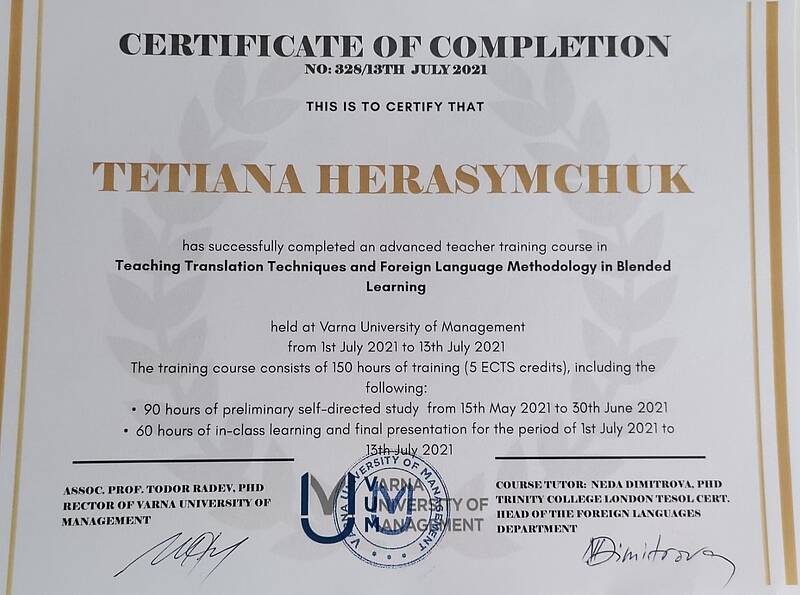 CERTIFICATE OF COMPLETION
NO: 328/13TH JULY 2021
THIS IS TO CERTIFY THAT
TETIANA HERASYMCHUK
has successfully completed an advanced teacher training course in
Teaching Translation Techniques and Foreign Language Methodology in Blended
Learning
held at Varna University of Management
from 1st July 2021 to 13th July 2021
The training course consists of 150 hours of training (5 ECTS credits), including the
following:
• 90 hours of preliminary self-directed study from 15th May 2021 to 30th June 2021
• 60 hours of in-class learning and final presentation for the period of 1st July 2021 to
13th July 2021
ASSOC. PROF. TODOR RADEV, PHD
RECTOR OF VARNA UNIVERSITY OF
MANAGEMENT
VUM
VARNA
UNIVERSITY OF
MANAGEMENT
VARNA UNIVERSITY OF MANAGEMENT
COURSE TUTOR: NEDA DIMITROVA, PHD
TRINITY COLLEGE LONDON TESOL CERT.
HEAD OF THE FOREIGN LANGUAGES
DEPARTMENT
NDimitrova